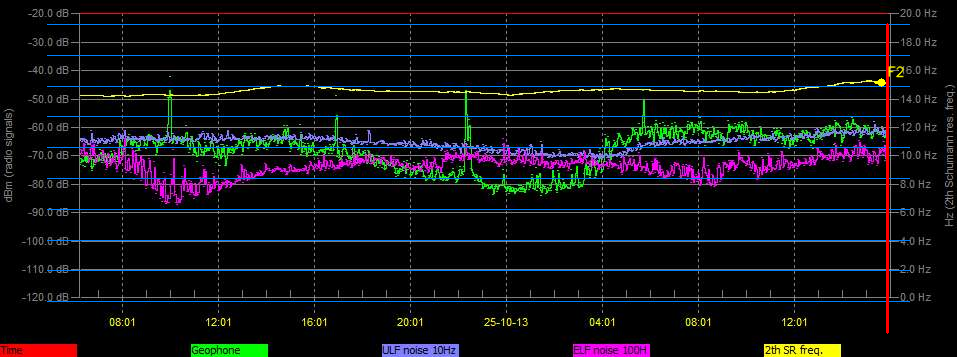 -20.0 dB 20.0 Hz
-30.0 dB 18.0 Hz
-40.0 dB 16.0 Hz
F2
-50.0 dB 14.0 Hz
-60.0 dB 12.0 Hz
-70.0 dB 10.0 Hz
-80.0 dB 8.0 Hz
-90.0 dB 6.0 Hz
-100.0 dB 4.0 Hz
-110.0 dB 2.0 Hz
-120.0 dB 0.0 Hz
dBm (radio signals)
Hz (2th Schumann res. freq.)
08:01 12:01 16:01 20:01 25-10-13 04:01 08:01 12:01
Time Geophone ULF noise 10Hz ELF noise 100H 2th SR freq.